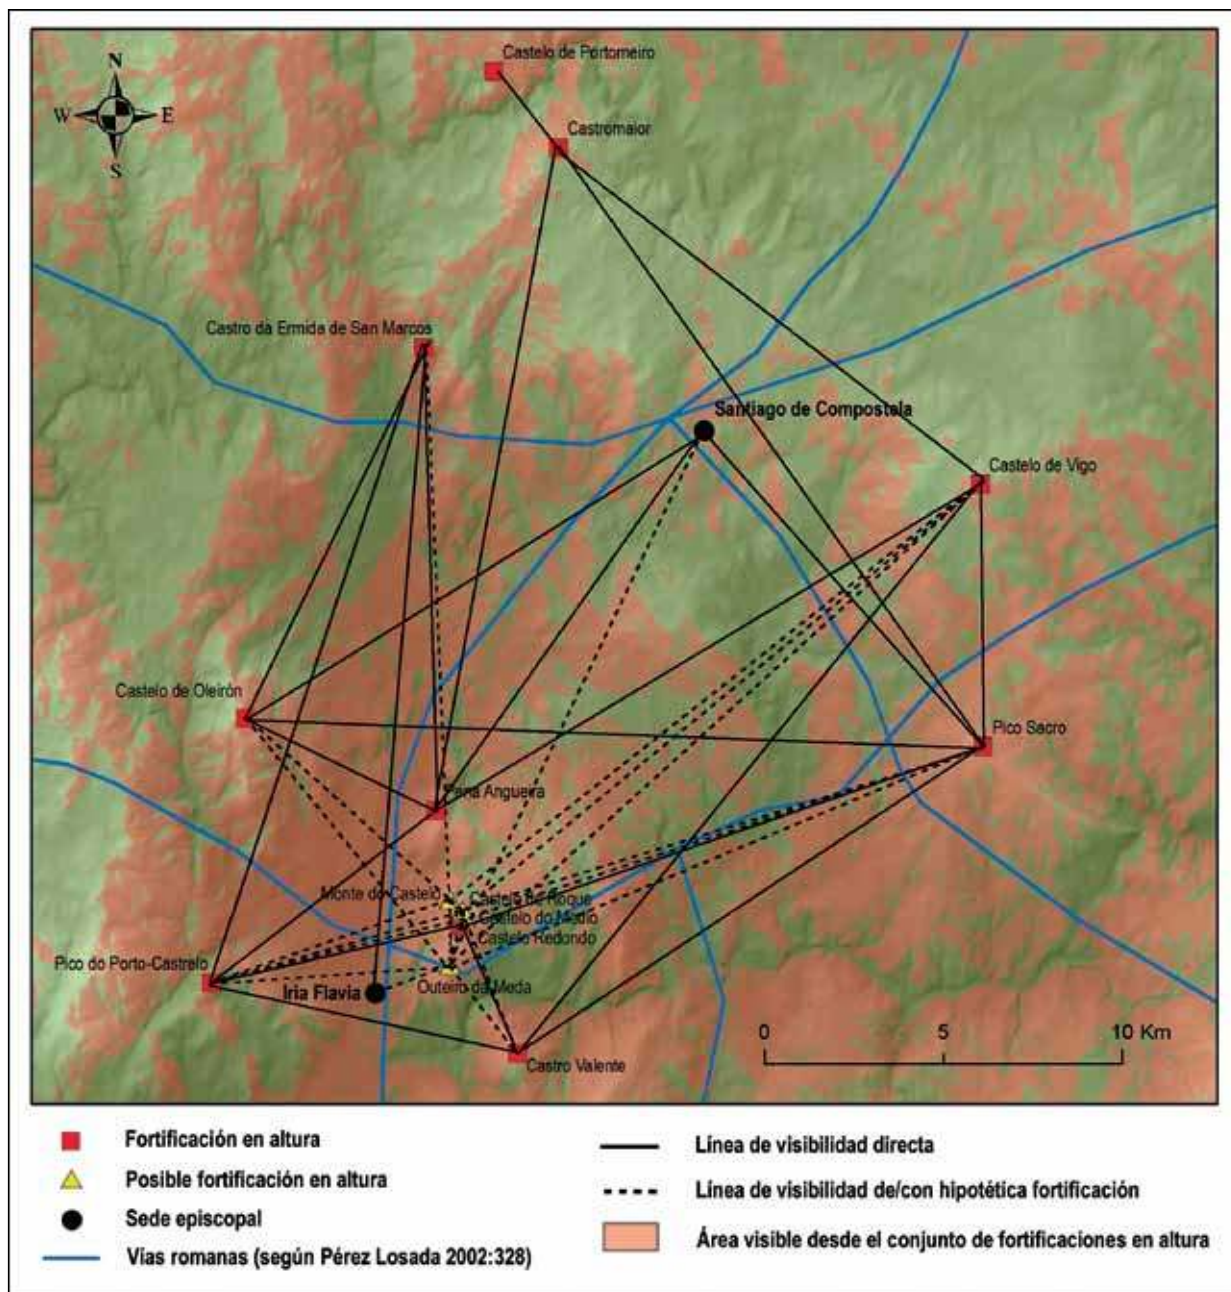 Castelo de Portomeiro
N
Castromaior
W E
S
Castro da Ermida de San Marcos
Santiago de Compostela
Castelo de Vigo
Castelo de Oleirón
Pico Sacro
Pena Angueira
Monte do Castelo
Castelo de Roque
Castelo do Medio
Castelo Redondo
Pico do Porto-Castrelo
Iria Flavia
Outeiro da Meda
0 5 10 Km
Castro Valente
Fortificación en altura
Línea de visibilidad directa
Posible fortificación en altura
Línea de visibilidad de/con hipotética fortificación
Sede episcopal
Área visible desde el conjunto de fortificaciones en altura
Vías romanas (según Pérez Losada 2002:328)